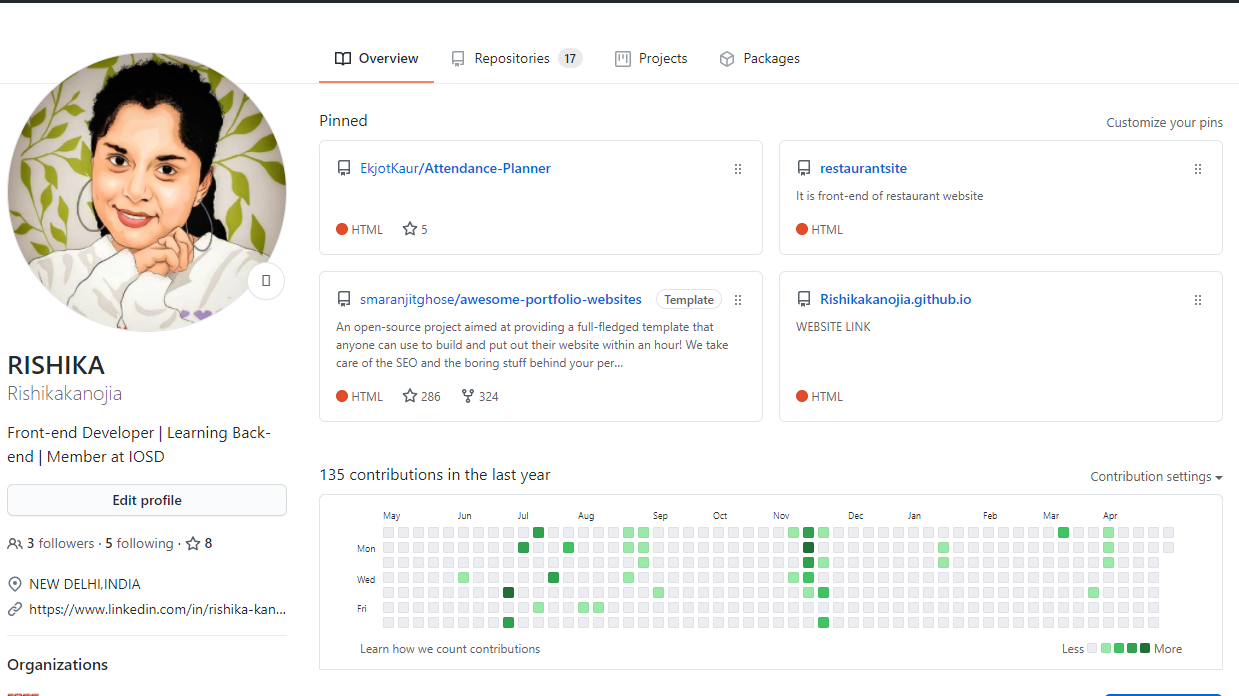 Overview
Repositories 17
Projects
Packages
Pinned
Customize your pins
EkjotKaur/Attendance-Planner
HTML 5
restaurantsite
It is front-end of restaurant website
HTML
smaranjitghose/awesome-portfolio-websites Template
An open-source project aimed at providing a full-fledged template that
anyone can use to build and put out their website within an hour! We take
care of the SEO and the boring stuff behind your per...
HTML 286 324
Rishikakanojia.github.io
WEBSITE LINK
HTML
RISHIKA
Rishikakanojia
Front-end Developer | Learning Back-
end | Member at IOSD
Edit profile
3 followers · 5 following · 8
NEW DELHI,INDIA
https://www.linkedin.com/in/rishika-kan...
Organizations
135 contributions in the last year
Contribution settings
May Jun Jul Aug Sep Oct Nov Dec Jan Feb Mar Apr
Mon
Wed
Fri
Learn how we count contributions
Less More